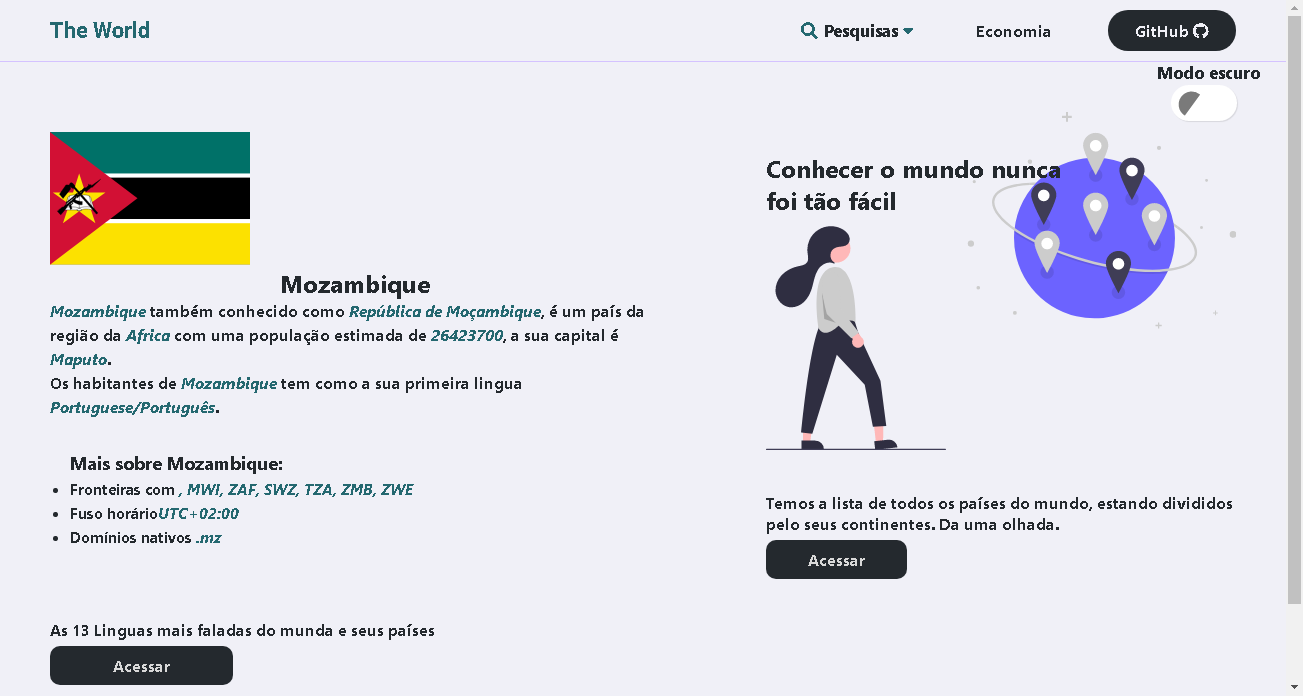 The World
Pesquisas
Economia
GitHub
Modo escuro
Mozambique
Mozambique também conhecido como República de Moçambique, é um país da
região da Africa com uma população estimada de 26423700, a sua capital é
Maputo.
Os habitantes de Mozambique tem como a sua primeira lingua
Portuguese/Português.
Mais sobre Mozambique:
Fronteiras com , MWI, ZAF, SWZ, TZA, ZMB, ZWE
Fuso horárioUTC+02:00
Domínios nativos .mz
As 13 Linguas mais faladas do munda e seus países
Acessar
Conhecer o mundo nunca
foi tão fácil
Temos a lista de todos os países do mundo, estando divididos
pelo seus continentes. Da uma olhada.
Acessar